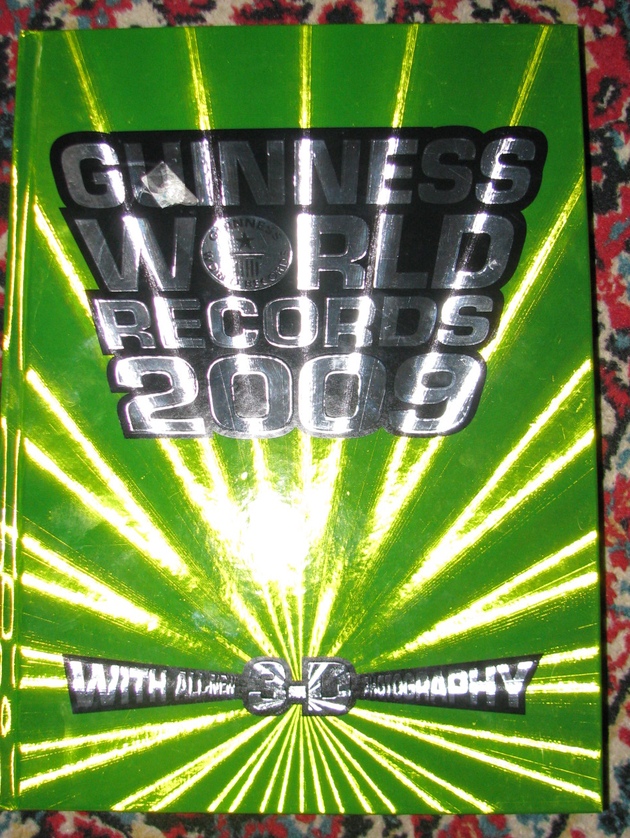 GUINNESS
WORLD
RECORDS
2009
WITH ALL-NEW 3-D PHOTOGRAPHY